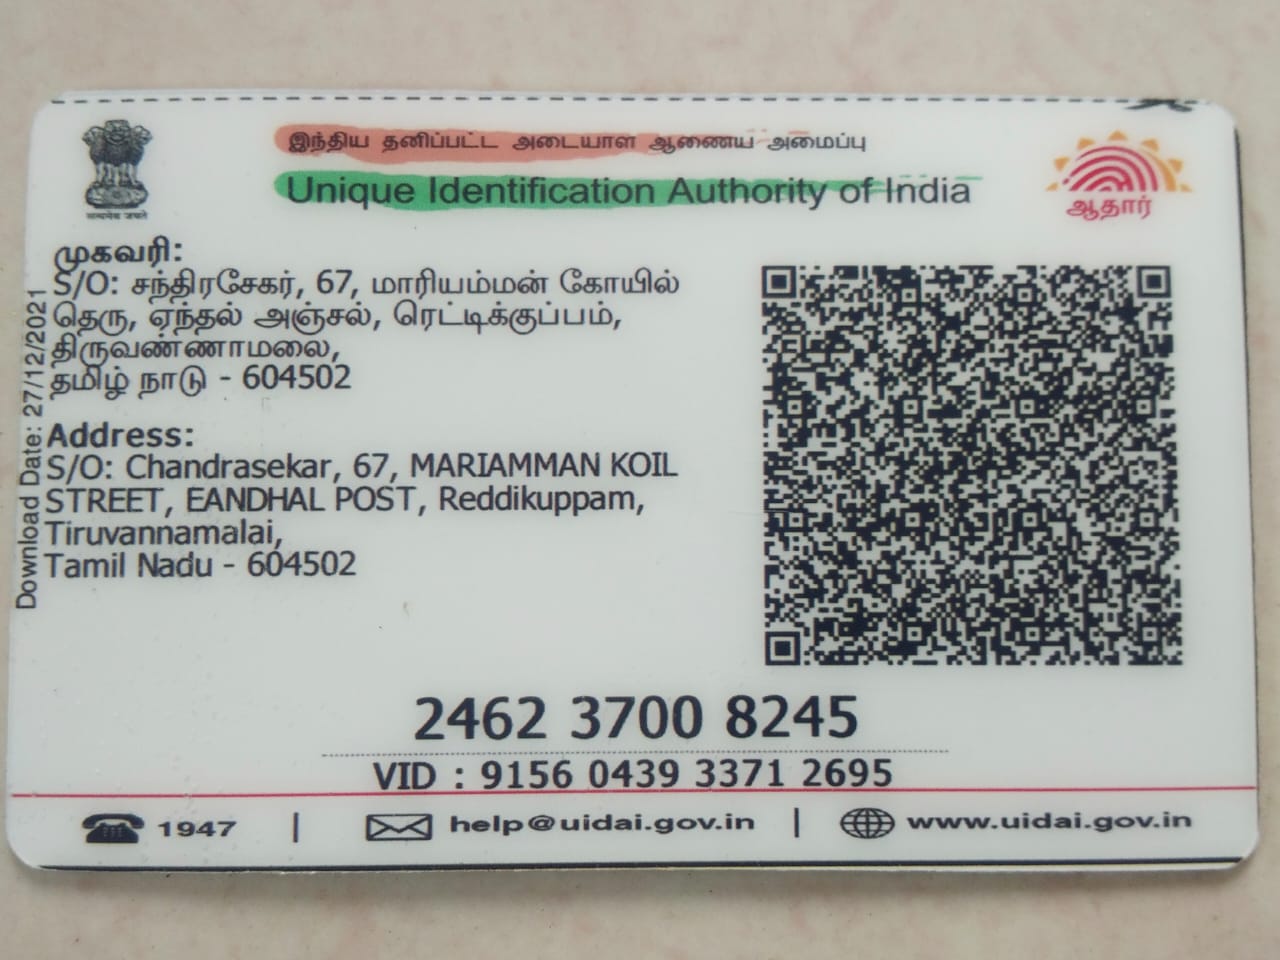 இந்திய தனிப்பட்ட அடையாள ஆணைய அமைப்பு
Unique Identification Authority of India
सत्यमेव जयते
ஆதார்
முகவரி:
S/O: சந்திரசேகர், 67, மாரியம்மன் கோயில்
தெரு, ஏந்தல் அஞ்சல், ரெட்டிக்குப்பம்,
திருவண்ணாமலை,
தமிழ் நாடு - 604502
Address:
S/O: Chandrasekar, 67, MARIAMMAN KOIL
STREET, EANDHAL POST, Reddikuppam,
Tiruvannamalai,
Tamil Nadu - 604502
Download Date: 27/12/2021
2462 3700 8245
VID : 9156 0439 3371 2695
1947 | help@uidai.gov.in | www.uidai.gov.in